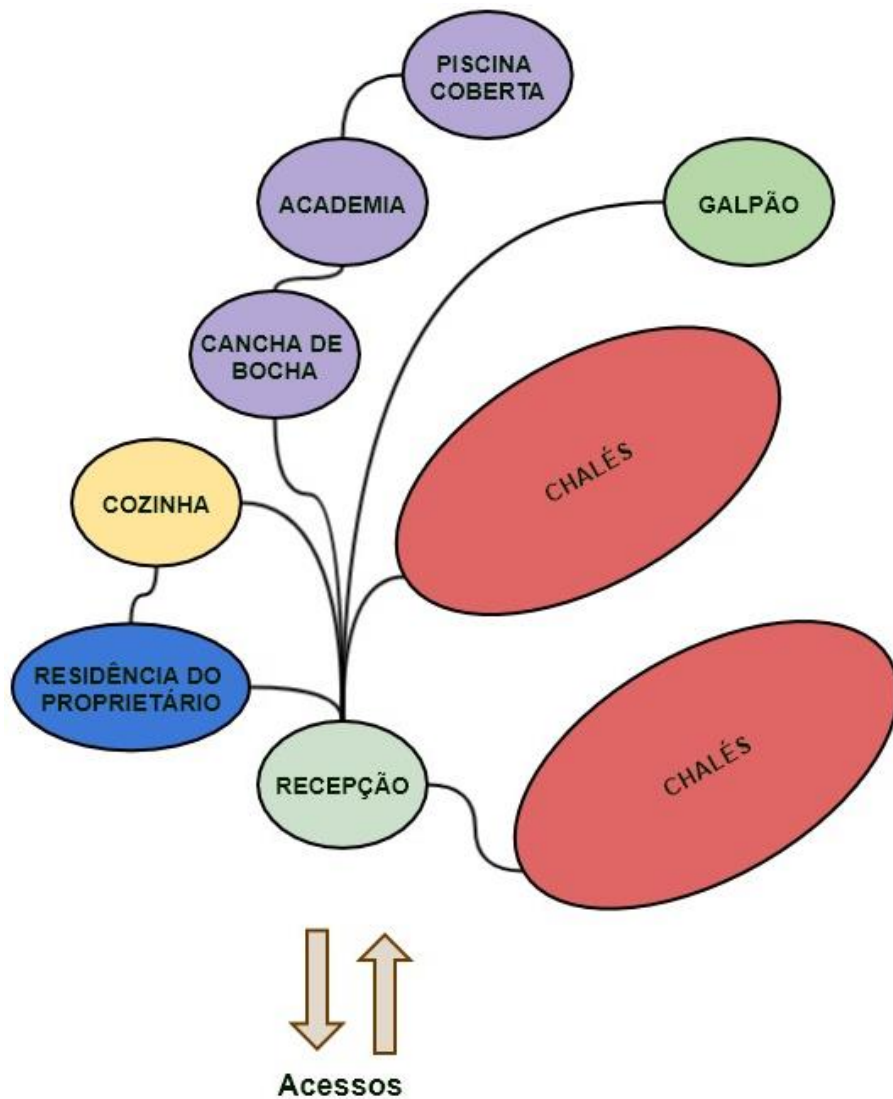 PISCINA
COBERTA
ACADEMIA
GALPÃO
CANCHA DE
BOCHA
CHALÉS
COZINHA
RESIDÊNCIA DO
PROPRIETÁRIO
CHALÉS
RECEPÇÃO
Acessos